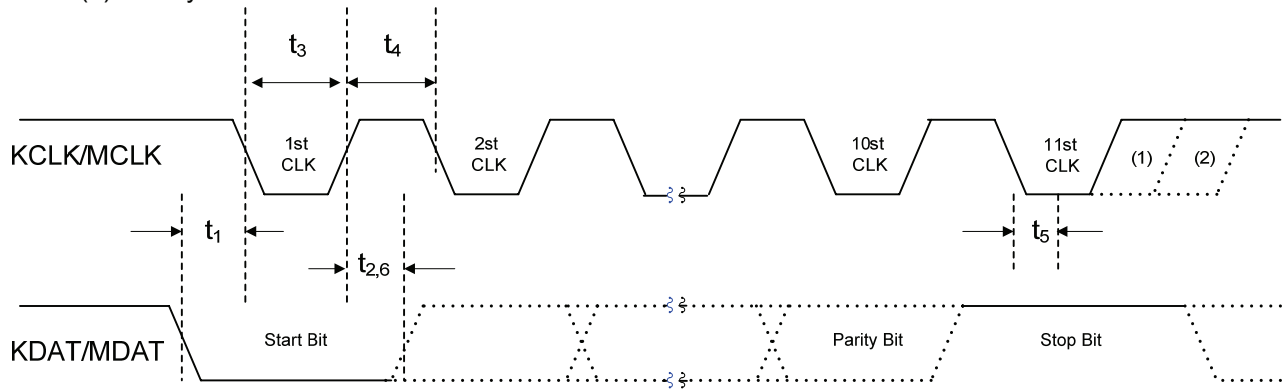 t3 t4
KCLK/MCLK 1st CLK 2st CLK 10st CLK 11st CLK (1) (2)
t1 t2,6 t5
KDAT/MDAT Start Bit Parity Bit Stop Bit